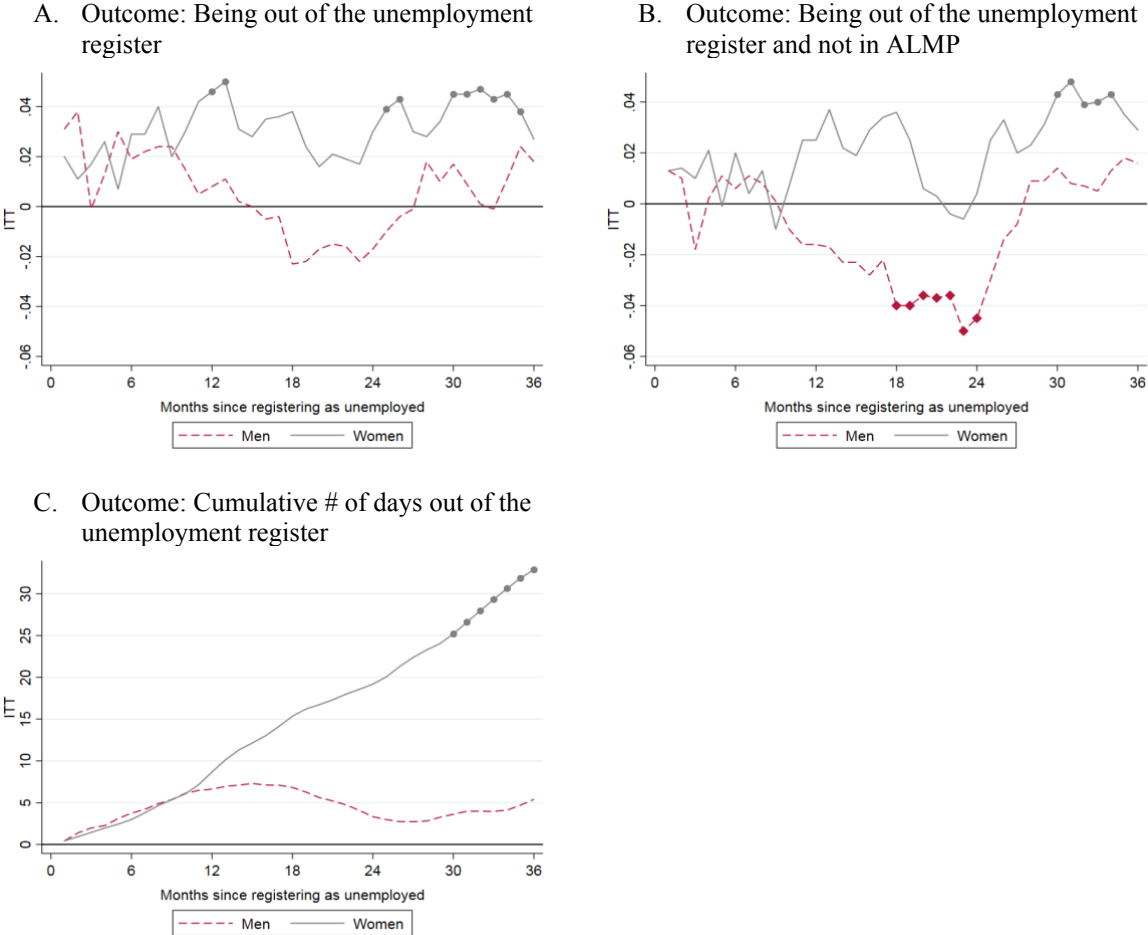 A. Outcome: Being out of the unemployment
register
.04
.02
0
-.02
-.04
-.06
ITT
0 6 12 18 24 30 36
Months since registering as unemployed
Men Women
B. Outcome: Being out of the unemployment
register and not in ALMP
.04
.02
0
-.02
-.04
-.06
ITT
0 6 12 18 24 30 36
Months since registering as unemployed
Men Women
C. Outcome: Cumulative # of days out of the
unemployment register
30
25
20
15
10
5
0
ITT
0 6 12 18 24 30 36
Months since registering as unemployed
Men Women